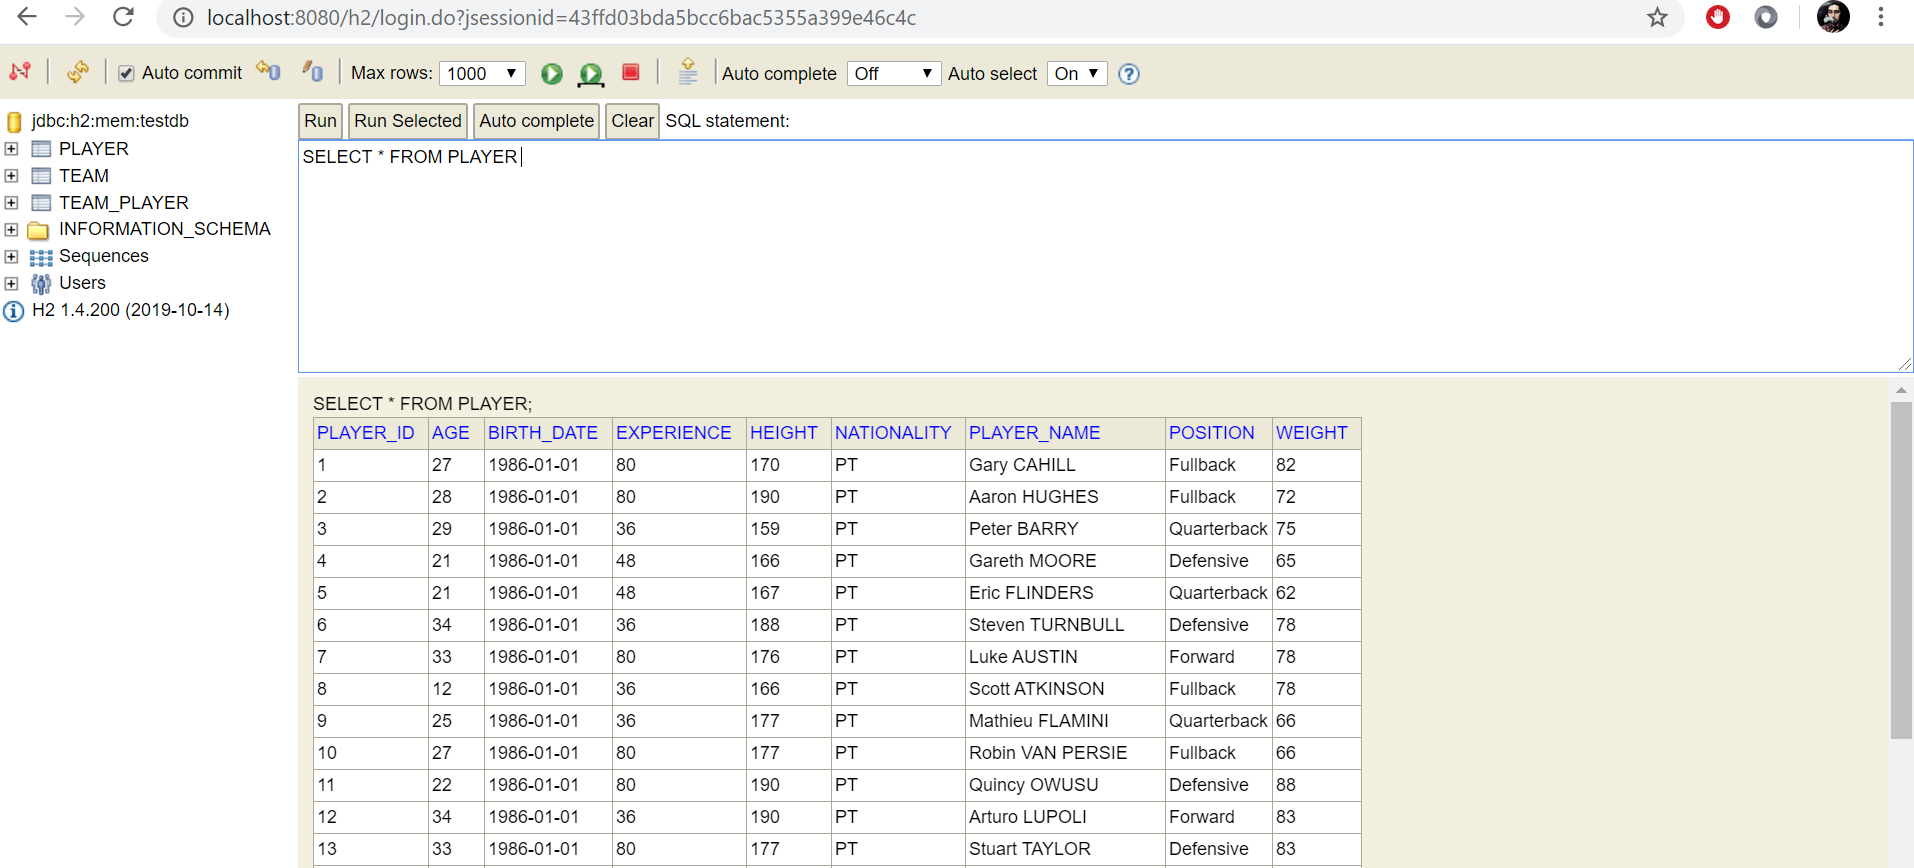 localhost:8080/h2/login.do?jsessionid=43ffd03bda5bcc6bac5355a399e46c4c
Auto commit Max rows: 1000 Auto complete Off Auto select On
jdbc:h2:mem:testdb
PLAYER
TEAM
TEAM_PLAYER
INFORMATION_SCHEMA
Sequences
Users
H2 1.4.200 (2019-10-14)
Run Run Selected Auto complete Clear SQL statement:
SELECT * FROM PLAYER
SELECT * FROM PLAYER;
PLAYER_ID AGE BIRTH_DATE EXPERIENCE HEIGHT NATIONALITY PLAYER_NAME POSITION WEIGHT
1 27 1986-01-01 80 170 PT Gary CAHILL Fullback 82
2 28 1986-01-01 80 190 PT Aaron HUGHES Fullback 72
3 29 1986-01-01 36 159 PT Peter BARRY Quarterback 75
4 21 1986-01-01 48 166 PT Gareth MOORE Defensive 65
5 21 1986-01-01 48 167 PT Eric FLINDERS Quarterback 62
6 34 1986-01-01 36 188 PT Steven TURNBULL Defensive 78
7 33 1986-01-01 80 176 PT Luke AUSTIN Forward 78
8 12 1986-01-01 36 166 PT Scott ATKINSON Fullback 78
9 25 1986-01-01 36 177 PT Mathieu FLAMINI Quarterback 66
10 27 1986-01-01 80 177 PT Robin VAN PERSIE Fullback 66
11 22 1986-01-01 80 190 PT Quincy OWUSU Defensive 88
12 34 1986-01-01 36 190 PT Arturo LUPOLI Forward 83
13 33 1986-01-01 80 177 PT Stuart TAYLOR Defensive 83